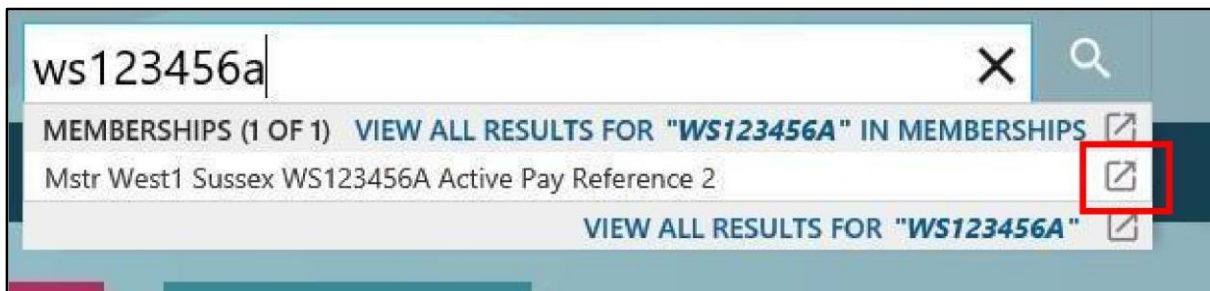 ws123456a
MEMBERSHIPS (1 OF 1) VIEW ALL RESULTS FOR "WS123456A" IN MEMBERSHIPS
Mstr West1 Sussex WS123456A Active Pay Reference 2
VIEW ALL RESULTS FOR "WS123456A"